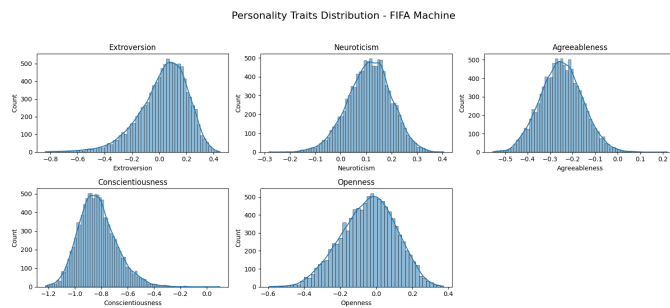 Personality Traits Distribution - FIFA Machine
Extroversion
Count
500
400
300
200
100
0
−0.8 −0.6 −0.4 −0.2 0.0 0.2 0.4
Extroversion
Neuroticism
Count
500
400
300
200
100
0
−0.3 −0.2 −0.1 0.0 0.1 0.2 0.3 0.4
Neuroticism
Agreeableness
Count
500
400
300
200
100
0
−0.5 −0.4 −0.3 −0.2 −0.1 0.0 0.1 0.2
Agreeableness
Conscientiousness
Count
500
400
300
200
100
0
−1.2 −1.0 −0.8 −0.6 −0.4 −0.2 0.0
Conscientiousness
Openness
Count
500
400
300
200
100
0
−0.6 −0.4 −0.2 0.0 0.2 0.4
Openness